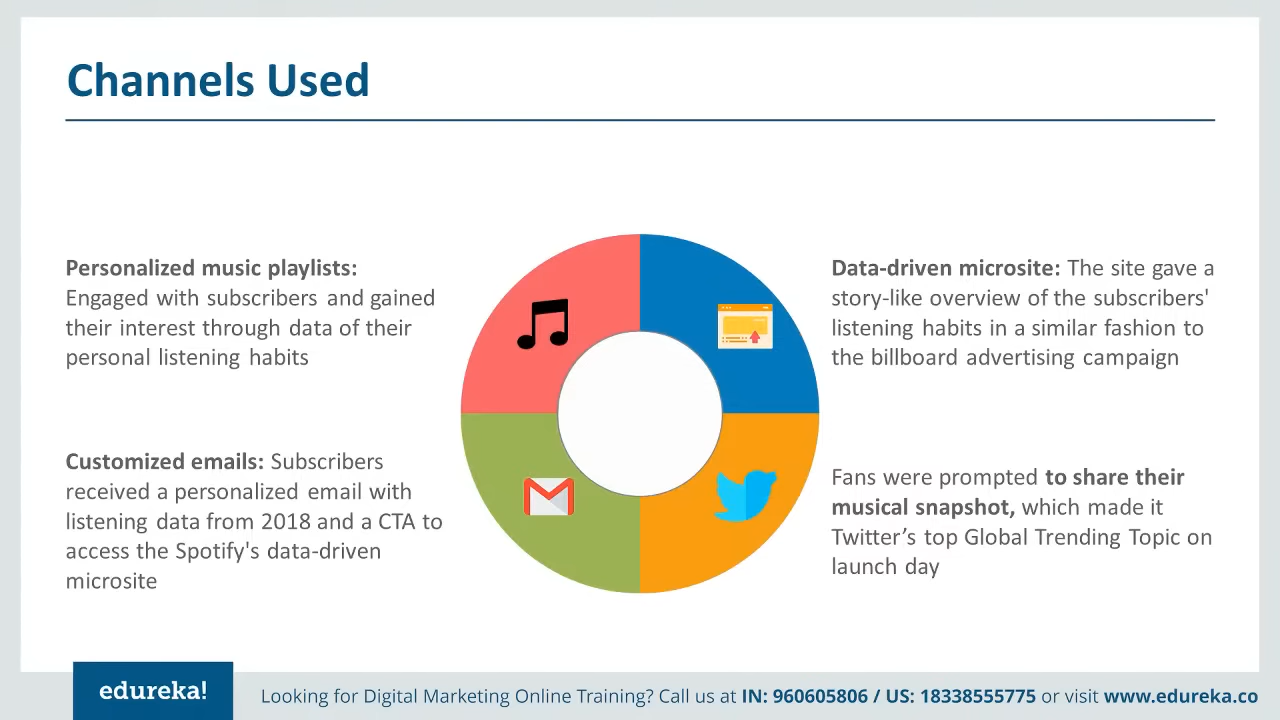 Channels Used
Personalized music playlists:
Engaged with subscribers and gained
their interest through data of their
personal listening habits
Data-driven microsite: The site gave a
story-like overview of the subscribers'
listening habits in a similar fashion to
the billboard advertising campaign
Customized emails: Subscribers
received a personalized email with
listening data from 2018 and a CTA to
access the Spotify's data-driven
microsite
Fans were prompted to share their
musical snapshot, which made it
Twitter’s top Global Trending Topic on
launch day
edureka!
Looking for Digital Marketing Online Training? Call us at IN: 960605806 / US: 18338555775 or visit www.edureka.co